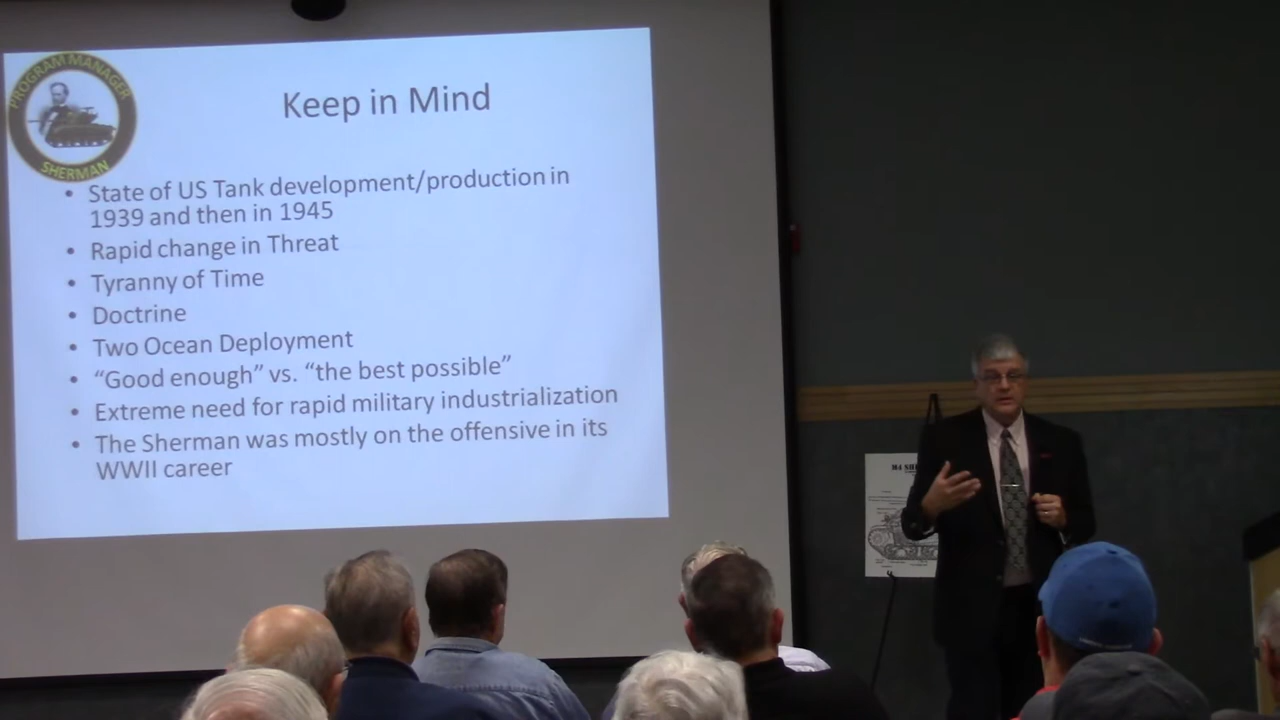 PROGRAM MANAGER
SHERMAN
Keep in Mind
• State of US Tank development/production in
1939 and then in 1945
• Rapid change in Threat
• Tyranny of Time
• Doctrine
• Two Ocean Deployment
• “Good enough” vs. “the best possible”
• Extreme need for rapid military industrialization
• The Sherman was mostly on the offensive in its
WWII career
M4